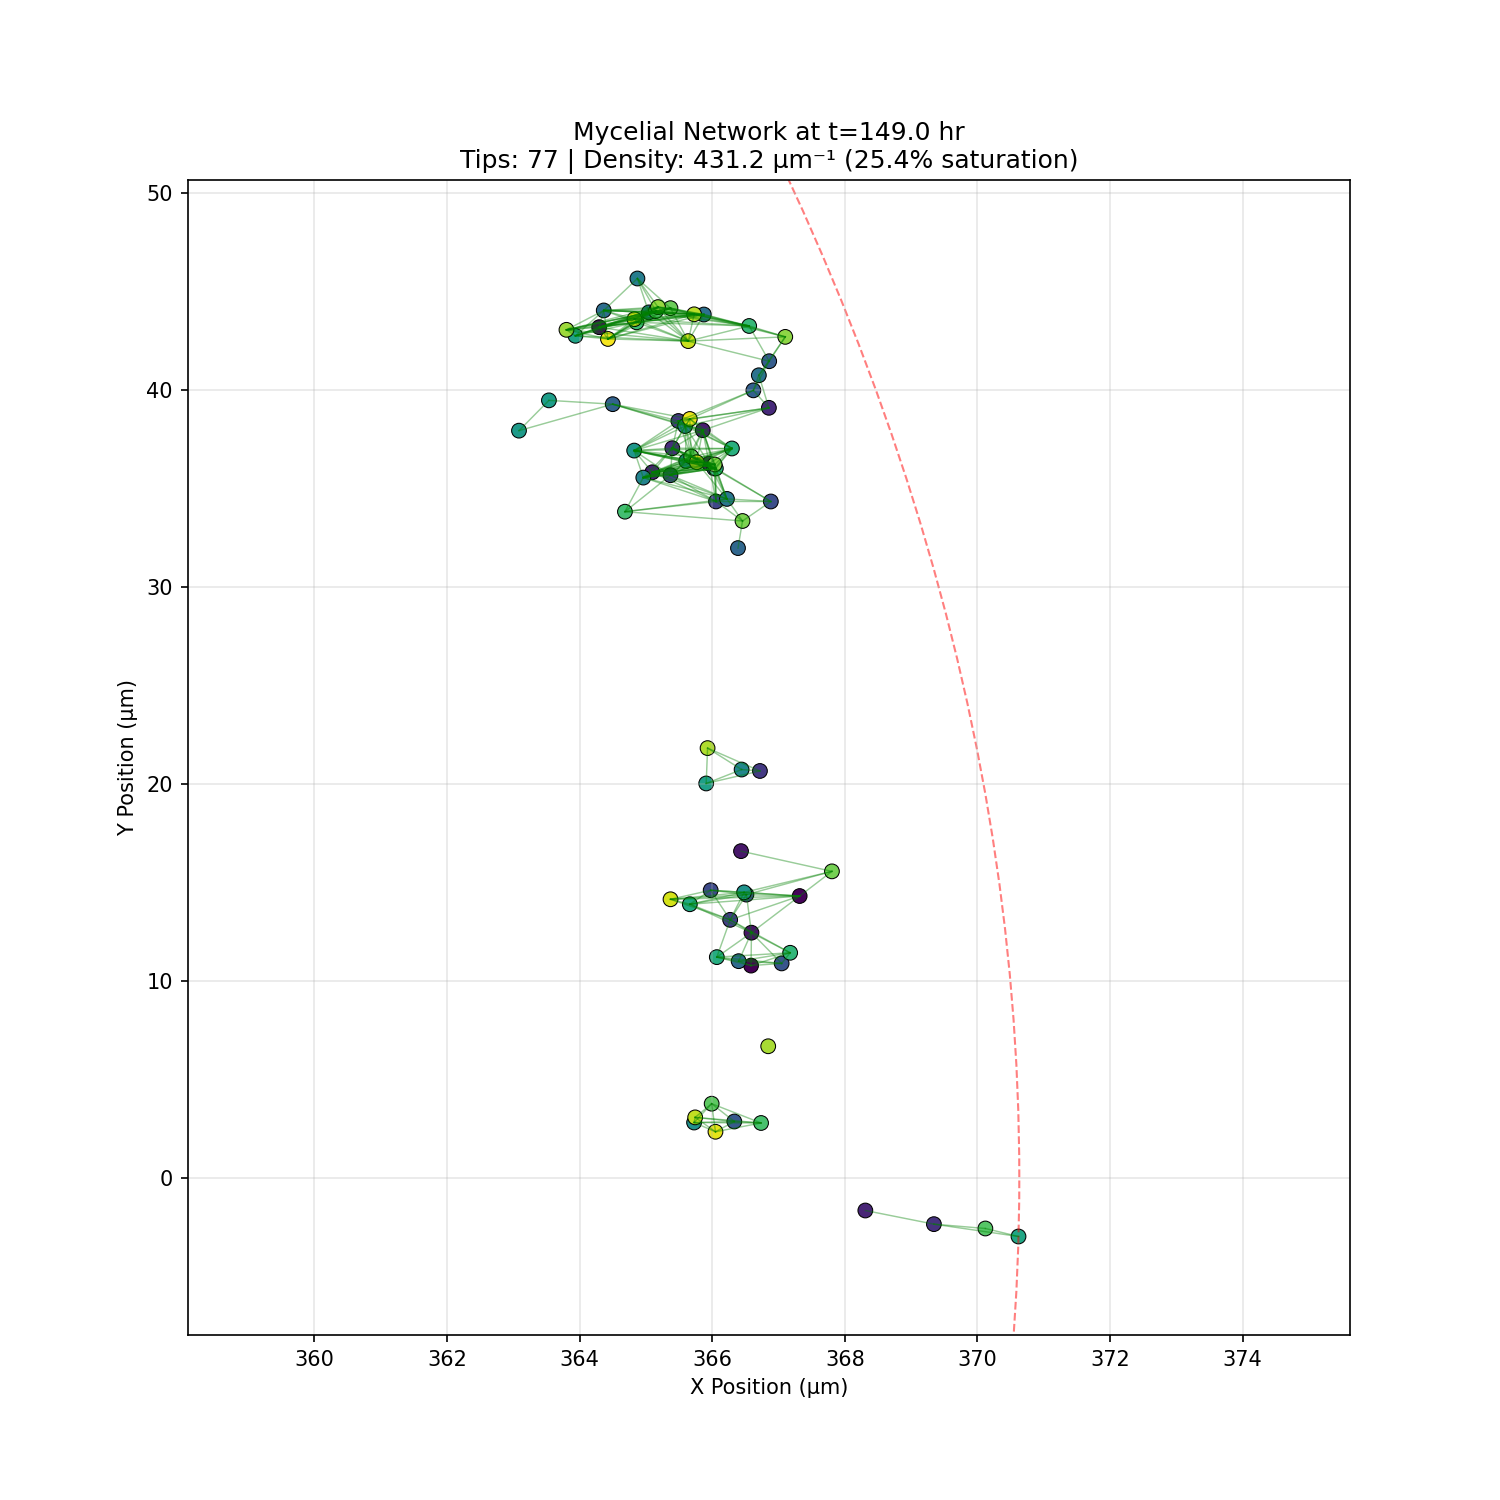 Mycelial Network at t=149.0 hr
Tips: 77 | Density: 431.2 µm⁻¹ (25.4% saturation)
50
40
30
20
10
0
Y Position (µm)
360 362 364 366 368 370 372 374
X Position (µm)